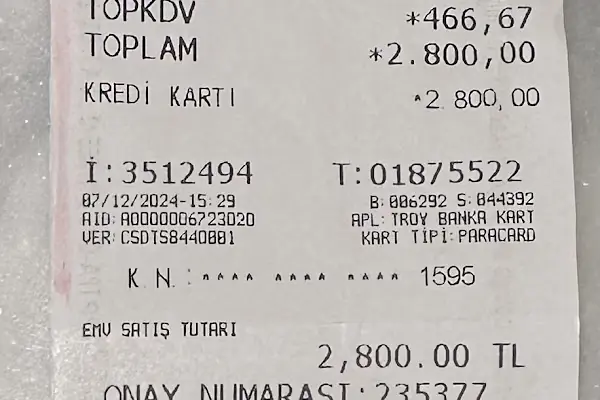 TOPKDV *466,67
TOPLAM *2.800,00
KREDİ KARTI *2.800,00
İ:3512494 T:01875522
07/12/2024-15:29 B:006292 S:044392
AID:A0000006723020 APL:TROY BANKA KART
VER:CSDTS8440001 KART TİPİ:PARACARD
K.N.:**** **** **** 1595
EMV SATIŞ TUTARI
2,800.00 TL
ONAY NUMARASI:235377